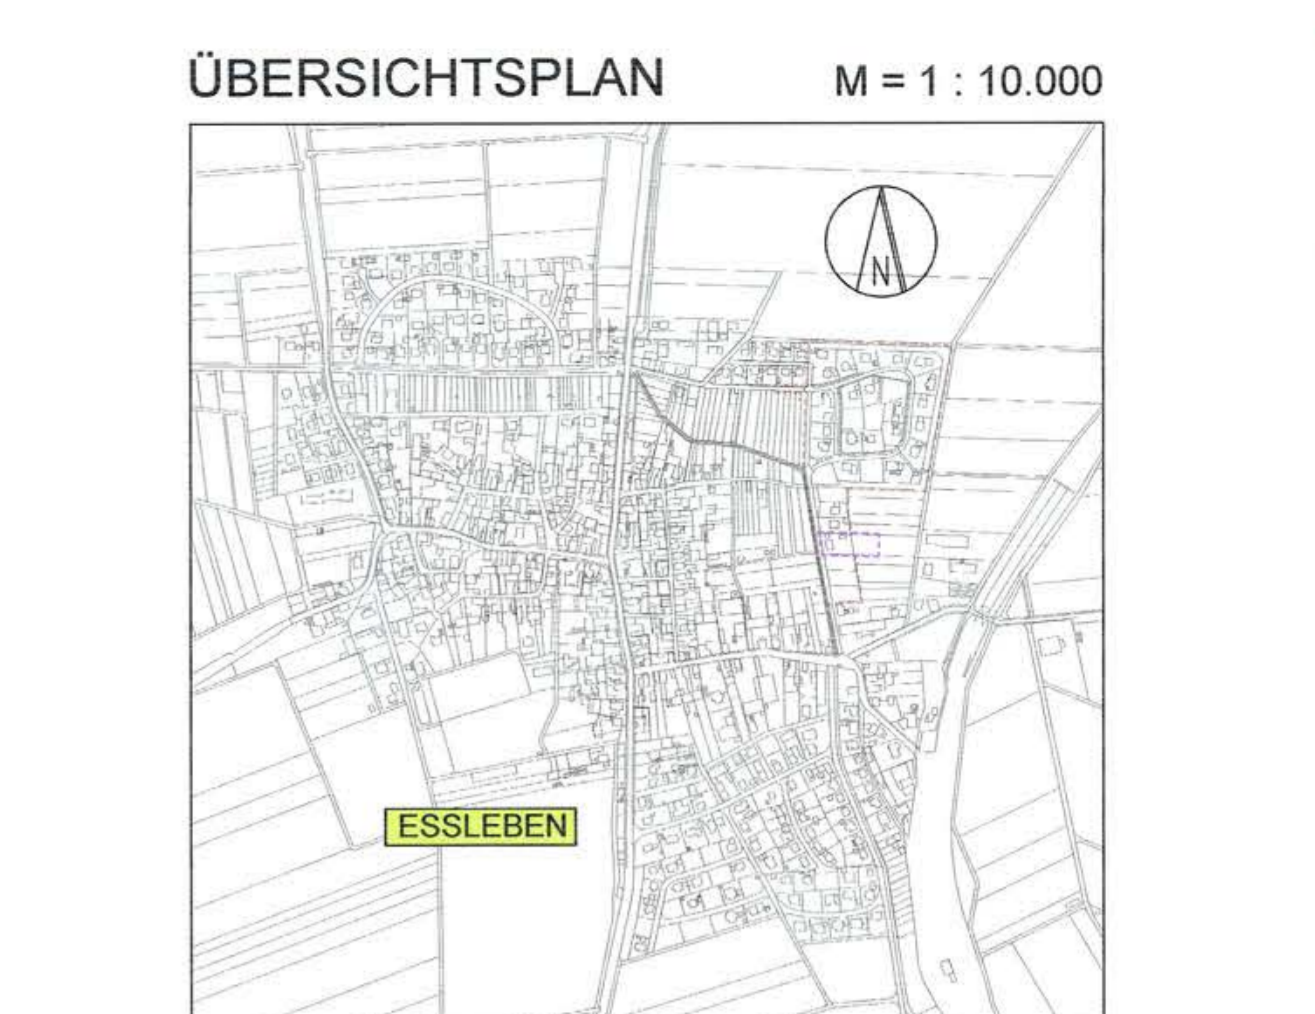 ÜBERSICHTSPLAN
M = 1 : 10.000
N
ESSLEBEN